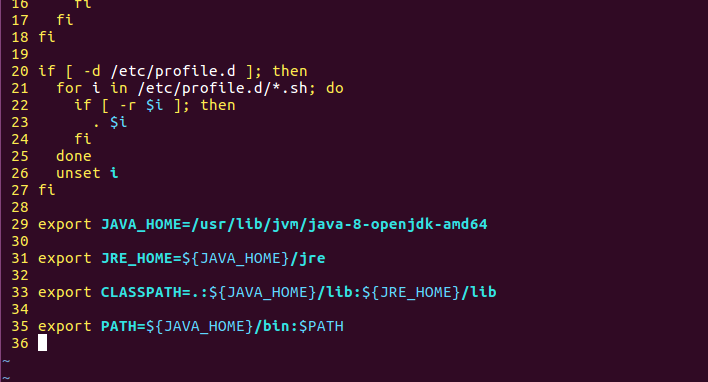 16     fi
17   fi
18 fi
19
20 if [ -d /etc/profile.d ]; then
21   for i in /etc/profile.d/*.sh; do
22     if [ -r $i ]; then
23       . $i
24     fi
25   done
26   unset i
27 fi
28
29 export JAVA_HOME=/usr/lib/jvm/java-8-openjdk-amd64
30
31 export JRE_HOME=${JAVA_HOME}/jre
32
33 export CLASSPATH=.:${JAVA_HOME}/lib:${JRE_HOME}/lib
34
35 export PATH=${JAVA_HOME}/bin:$PATH
36
~
~